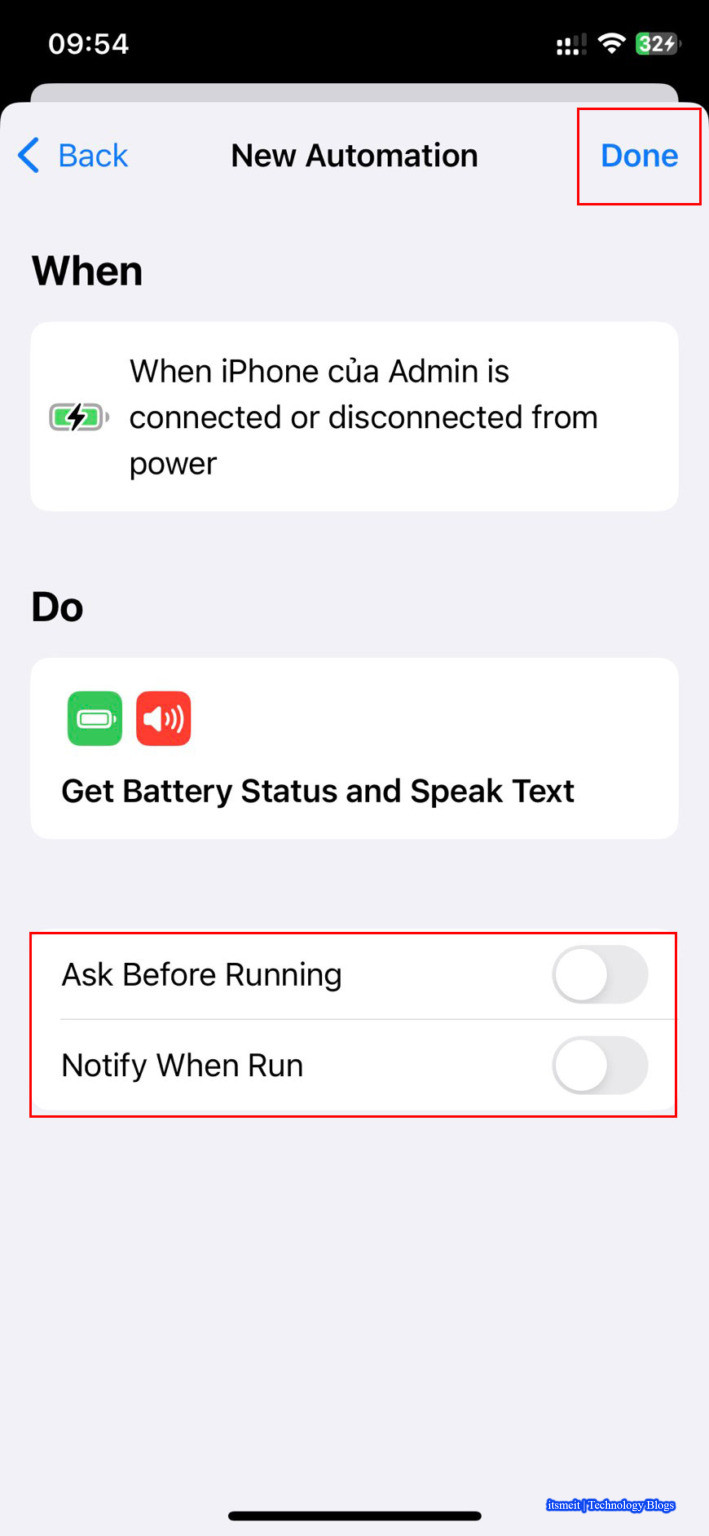 09:54
32
Back
New Automation
Done
When
When iPhone của Admin is
connected or disconnected from
power
Do
Get Battery Status and Speak Text
Ask Before Running
Notify When Run
itsmeit | Technology Blogs